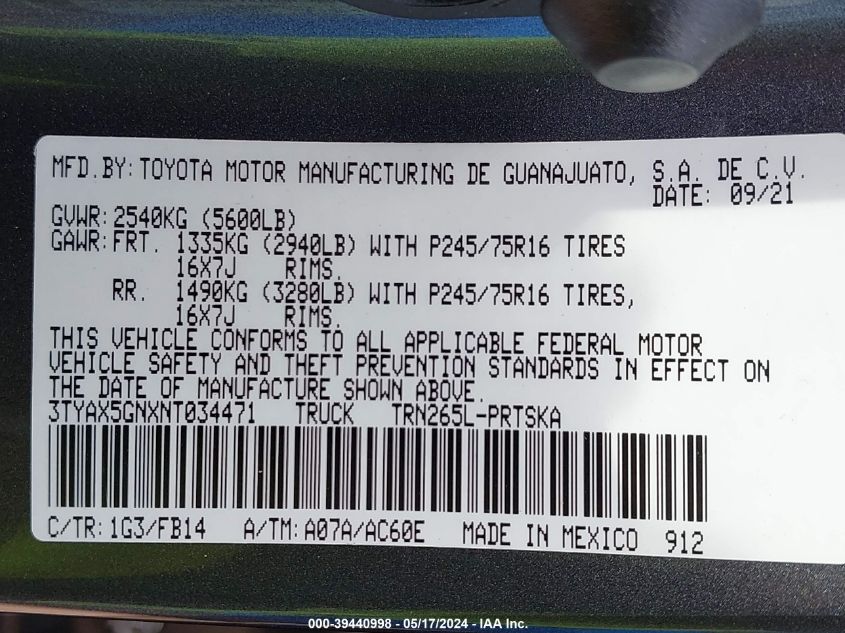 MFD.BY:TOYOTA MOTOR MANUFACTURING DE GUANAJUATO, S.A. DE C.V.
DATE: 09/21
GVWR:2540KG (5600LB)
GAWR:FRT. 1335KG (2940LB) WITH P245/75R16 TIRES
16X7J RIMS.
RR. 1490KG (3280LB) WITH P245/75R16 TIRES,
16X7J RIMS.
THIS VEHICLE CONFORMS TO ALL APPLICABLE FEDERAL MOTOR
VEHICLE SAFETY AND THEFT PREVENTION STANDARDS IN EFFECT ON
THE DATE OF MANUFACTURE SHOWN ABOVE.
3TYAX5GNXNT034471 TRUCK TRN265L-PRTSKA
C/TR:1G3/FB14 A/TM:A07A/AC60E MADE IN MEXICO 912
000-39440998 - 05/17/2024 - IAA Inc.